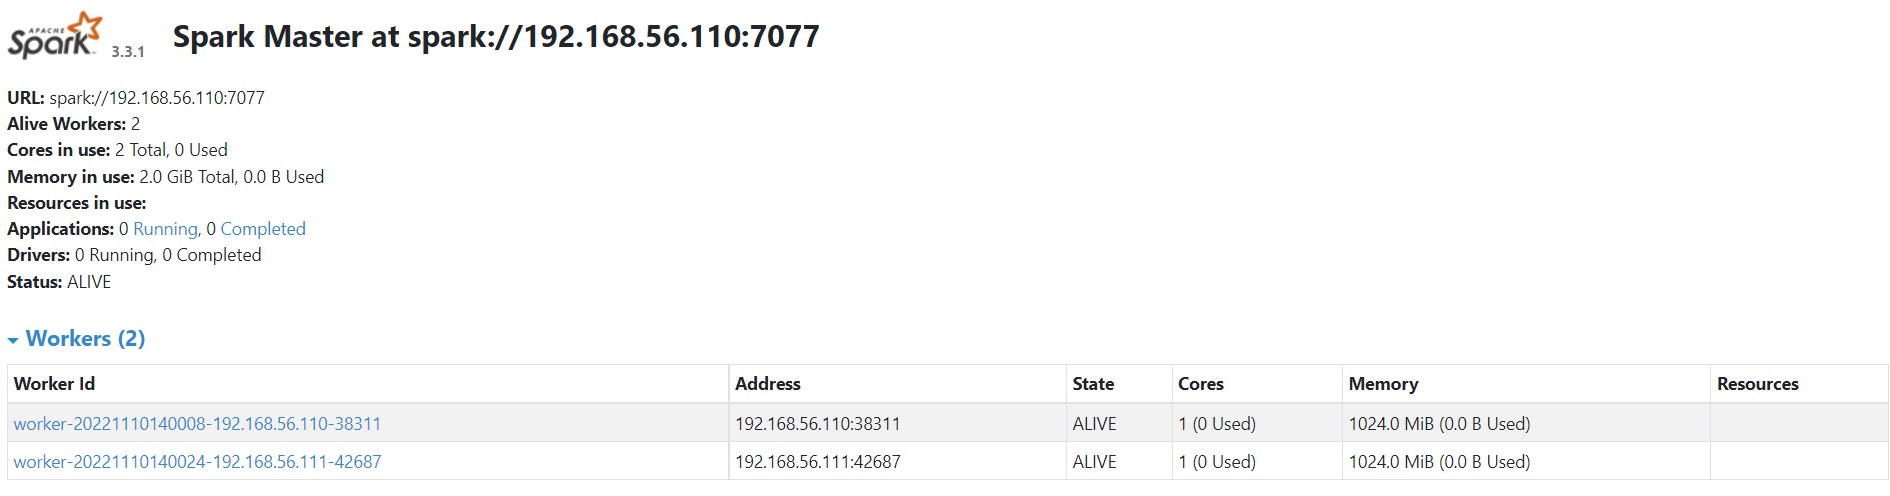 APACHE
Spark 3.3.1 Spark Master at spark://192.168.56.110:7077
URL: spark://192.168.56.110:7077
Alive Workers: 2
Cores in use: 2 Total, 0 Used
Memory in use: 2.0 GiB Total, 0.0 B Used
Resources in use:
Applications: 0 Running, 0 Completed
Drivers: 0 Running, 0 Completed
Status: ALIVE
Workers (2)
Worker Id Address State Cores Memory Resources
worker-20221110140008-192.168.56.110-38311 192.168.56.110:38311 ALIVE 1 (0 Used) 1024.0 MiB (0.0 B Used)
worker-20221110140024-192.168.56.111-42687 192.168.56.111:42687 ALIVE 1 (0 Used) 1024.0 MiB (0.0 B Used)